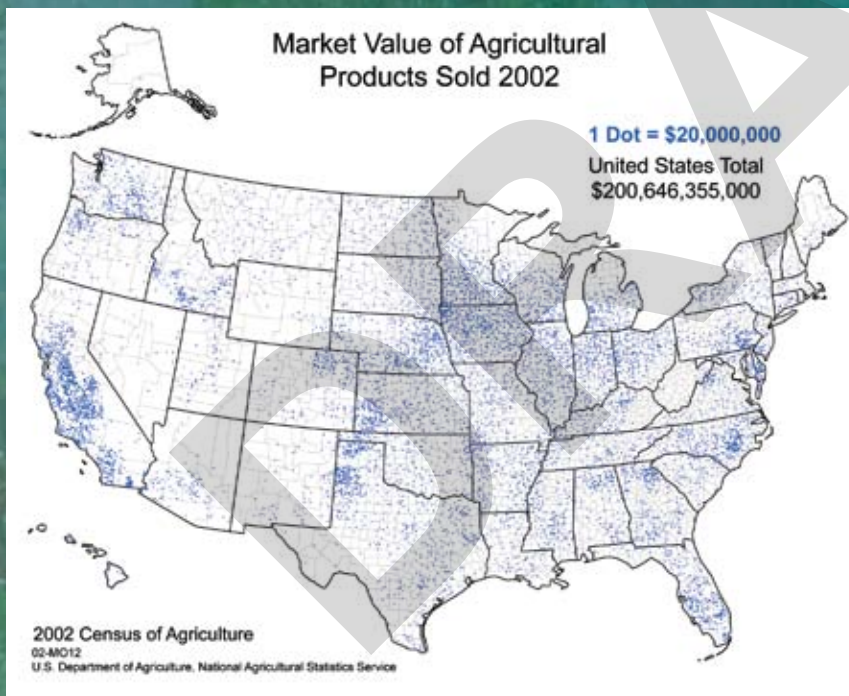 Market Value of Agricultural
Products Sold 2002
1 Dot = $20,000,000
United States Total
$200,646,355,000
DRA
2002 Census of Agriculture
02-M012
U.S. Department of Agriculture, National Agricultural Statistics Service